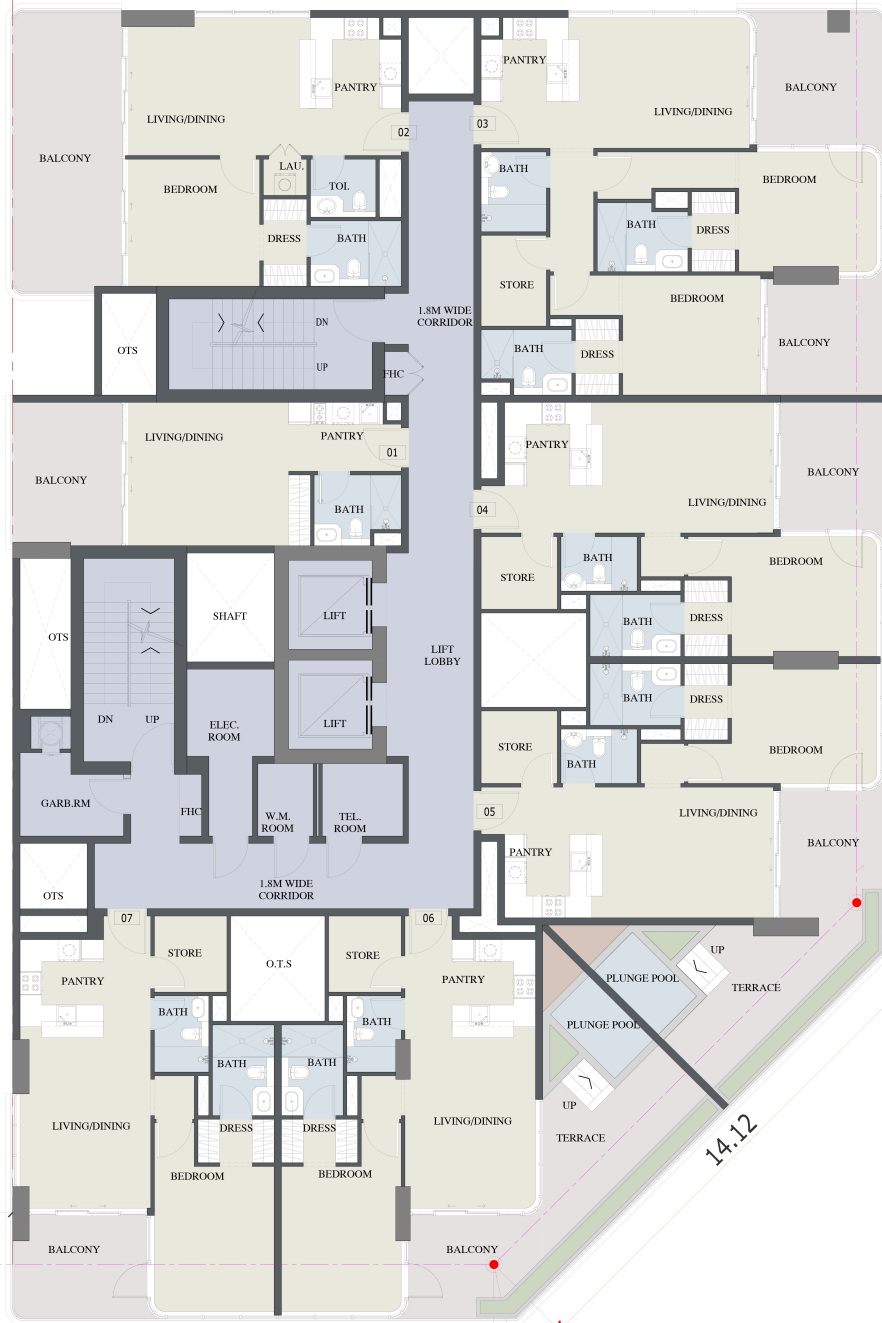 PANTRY
PANTRY
BALCONY
LIVING/DINING
LIVING/DINING
02
03
BALCONY
LAU.
BATH
BEDROOM
BEDROOM
TOI.
DRESS
BATH
BATH
DRESS
STORE
BEDROOM
1.8M WIDE
CORRIDOR
OTS
DN
UP
BALCONY
BATH
DRESS
FHC
LIVING/DINING
PANTRY
01
PANTRY
BALCONY
BALCONY
LIVING/DINING
BATH
04
BATH
BEDROOM
STORE
SHAFT
LIFT
DRESS
BATH
OTS
LIFT
LOBBY
BATH
DRESS
DN
UP
ELEC.
ROOM
LIFT
STORE
BEDROOM
BATH
GARB.RM
FHC
W.M.
ROOM
TEL.
ROOM
05
LIVING/DINING
PANTRY
BALCONY
OTS
1.8M WIDE
CORRIDOR
07
06
STORE
O.T.S
STORE
UP
PANTRY
PANTRY
PLUNGE POOL
TERRACE
BATH
BATH
PLUNGE POOL
BATH
BATH
UP
LIVING/DINING
DRESS
DRESS
LIVING/DINING
TERRACE
14.12
BEDROOM
BEDROOM
BALCONY
BALCONY